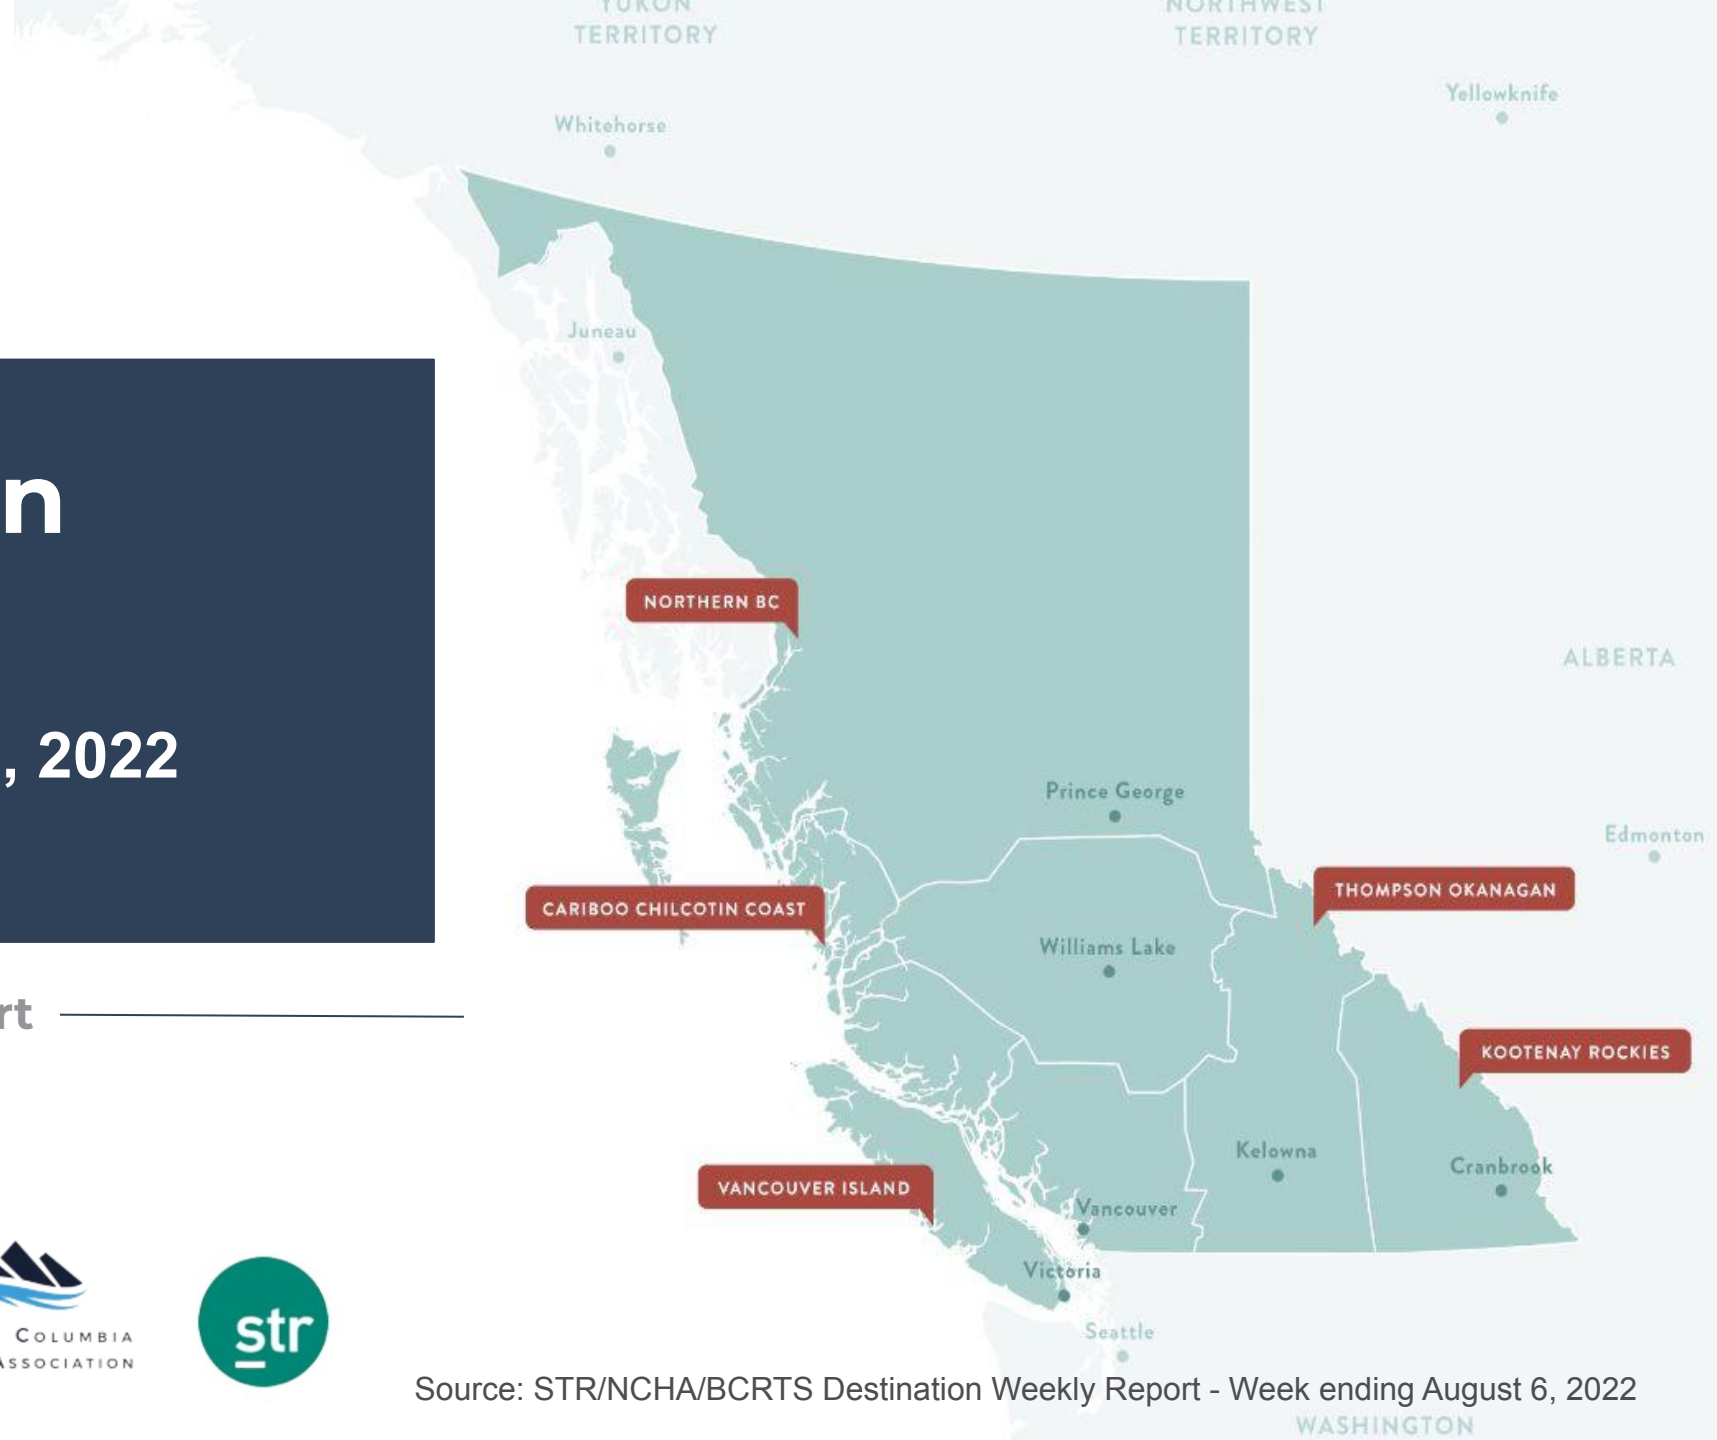 YUKON
TERRITORY
NORTHWEST
TERRITORY
Yellowknife
Whitehorse
Juneau
n
NORTHERN BC
ALBERTA
, 2022
Prince George
Edmonton
THOMPSON OKANAGAN
CARIBOO CHILCOTIN COAST
Williams Lake
rt
KOOTENAY ROCKIES
Kelowna
Cranbrook
VANCOUVER ISLAND
Vancouver
Victoria
COLUMBIA
ASSOCIATION
str
Seattle
Source: STR/NCHA/BCRTS Destination Weekly Report - Week ending August 6, 2022
WASHINGTON